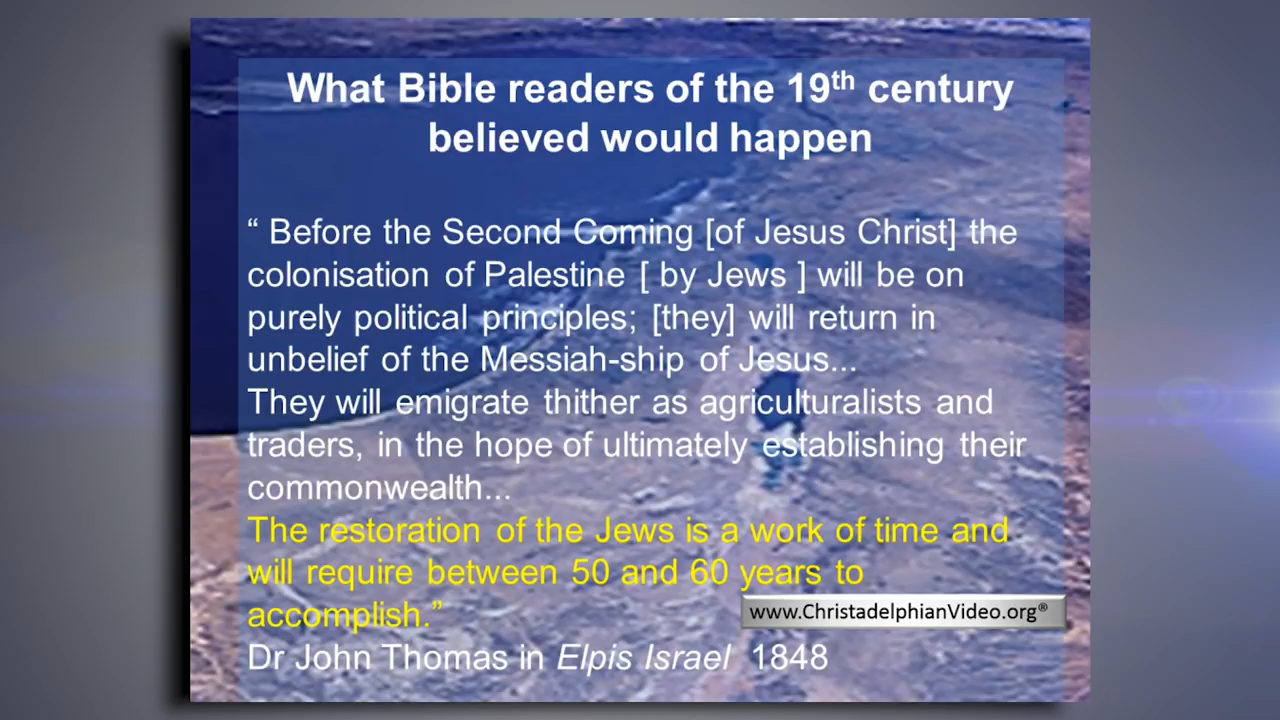 What Bible readers of the 19th century
believed would happen
“ Before the Second Coming [of Jesus Christ] the
colonisation of Palestine [ by Jews ] will be on
purely political principles; [they] will return in
unbelief of the Messiah-ship of Jesus...
They will emigrate thither as agriculturalists and
traders, in the hope of ultimately establishing their
commonwealth...
The restoration of the Jews is a work of time and
will require between 50 and 60 years to
accomplish.”
www.ChristadelphianVideo.org®
Dr John Thomas in Elpis Israel 1848